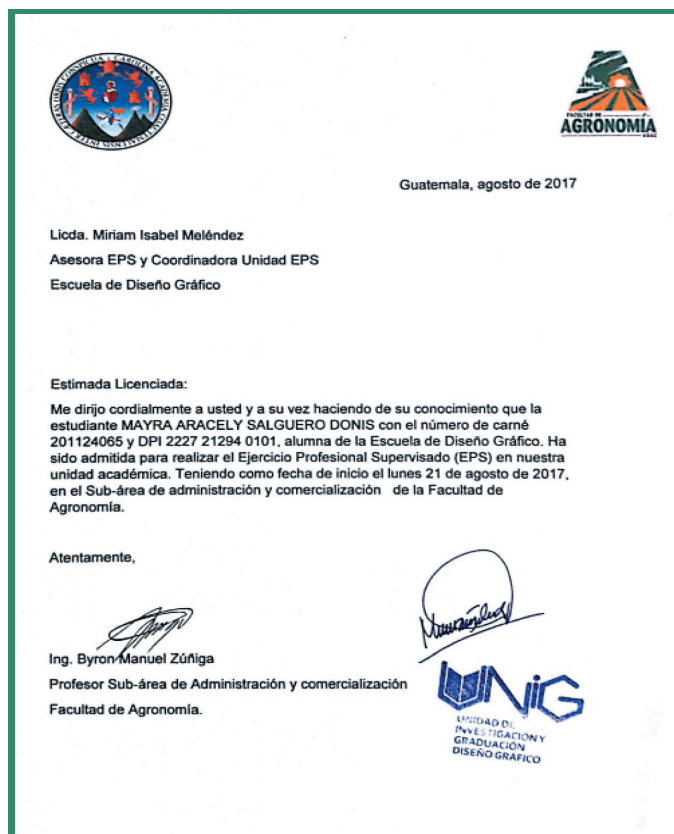 FACULTAD DE
AGRONOMÍA
Guatemala, agosto de 2017
Licda. Miriam Isabel Meléndez
Asesora EPS y Coordinadora Unidad EPS
Escuela de Diseño Gráfico
Estimada Licenciada:
Me dirijo cordialmente a usted y a su vez haciendo de su conocimiento que la
estudiante MAYRA ARACELY SALGUERO DONIS con el número de carné
201124065 y DPI 2227 21294 0101, alumna de la Escuela de Diseño Gráfico. Ha
sido admitida para realizar el Ejercicio Profesional Supervisado (EPS) en nuestra
unidad académica. Teniendo como fecha de inicio el lunes 21 de agosto de 2017,
en el Sub-área de administración y comercialización de la Facultad de
Agronomía.
Atentamente,
Ing. Byron Manuel Zúñiga
Profesor Sub-área de Administración y comercialización
Facultad de Agronomía.
UNiG
UNIDAD DE
INVESTIGACION Y
GRADUACIÓN
DISEÑO GRAFICO